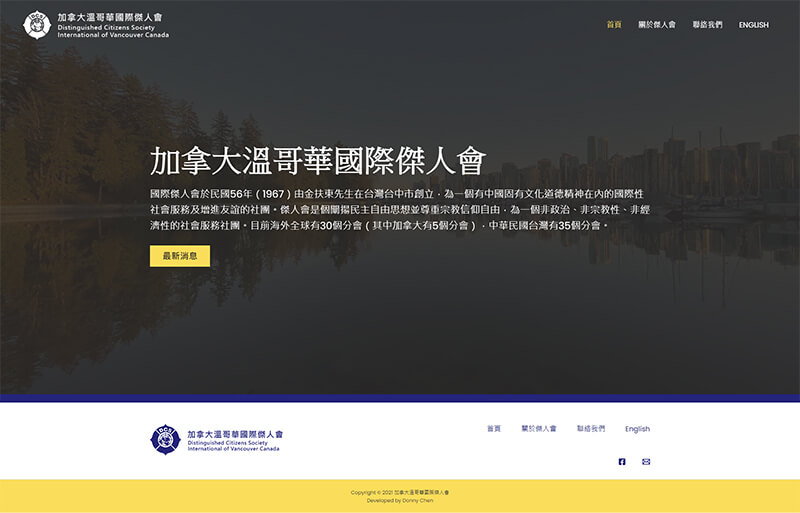 加拿大溫哥華國際傑人會
Distinguished Citizens Society
International of Vancouver Canada
首頁 關於傑人會 聯絡我們 ENGLISH
加拿大溫哥華國際傑人會
國際傑人會於民國56年（1967）由金扶東先生在台灣台中市創立，為一個有中國固有文化道德精神在內的國際性
社會服務及增進友誼的社團。傑人會是個闡揚民主自由思想並尊重宗教信仰自由，為一個非政治、非宗教性、非經
濟性的社會服務社團。目前海外全球有30個分會（其中加拿大有5個分會），中華民國台灣有35個分會。
最新消息
加拿大溫哥華國際傑人會
Distinguished Citizens Society
International of Vancouver Canada
首頁 關於傑人會 聯絡我們 English
Copyright © 2021 加拿大溫哥華國際傑人會
Developed by Donny Chen